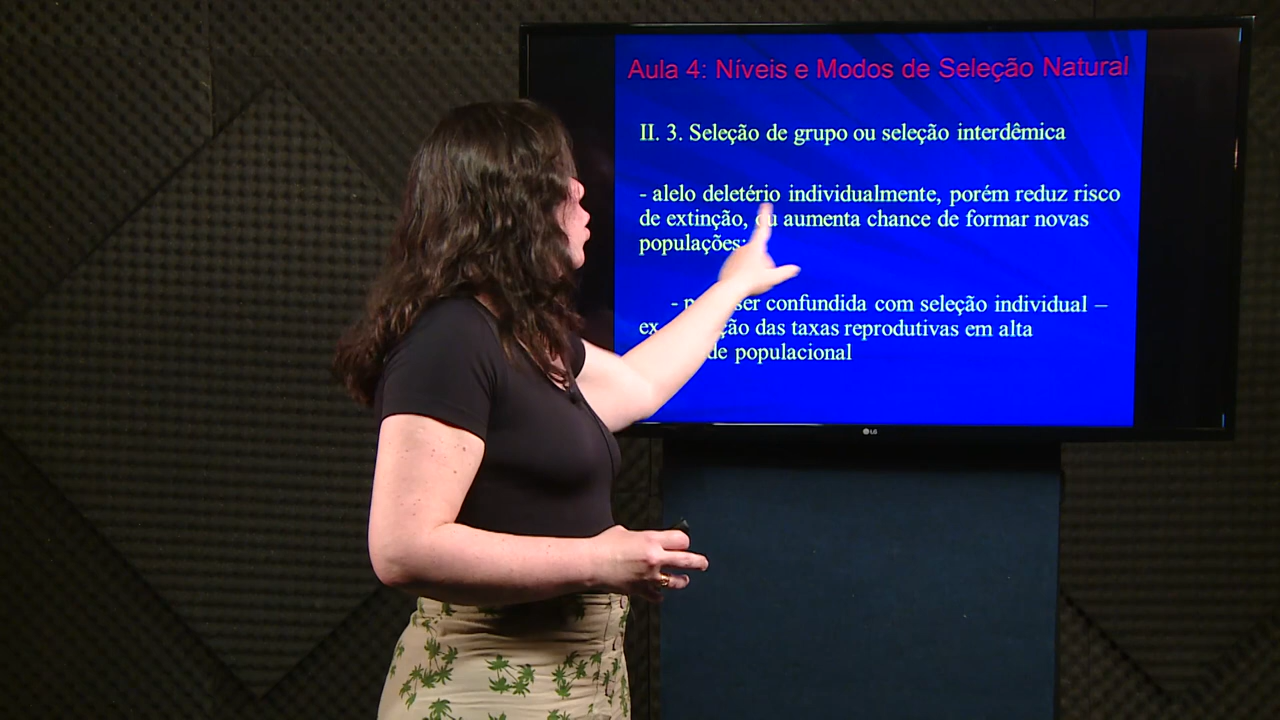 Aula 4: Níveis e Modos de Seleção Natural
II. 3. Seleção de grupo ou seleção interdêmica
- alelo deletério individualmente, porém reduz risco
de extinção, ou aumenta chance de formar novas
populações;
- ser confundida com seleção individual –
ex das taxas reprodutivas em alta
populacional
LG